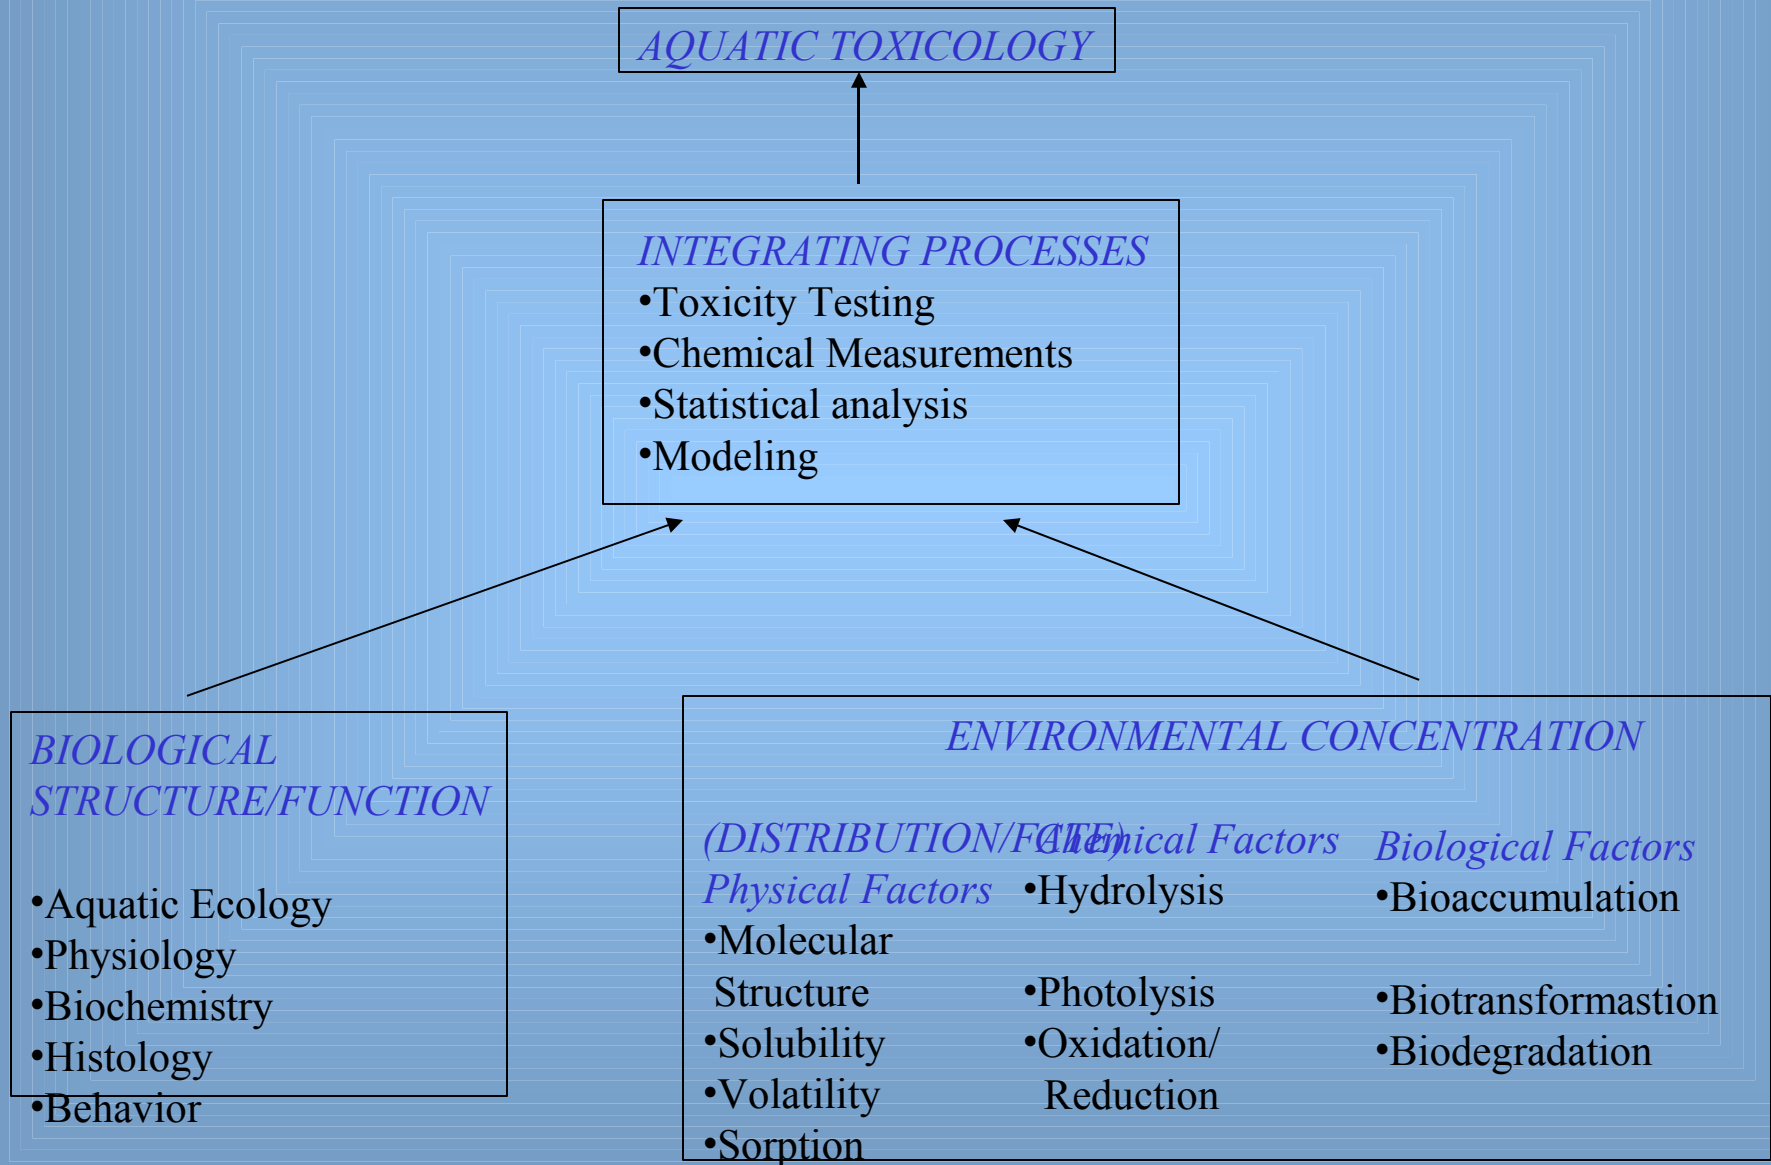 AQUATIC TOXICOLOGY
INTEGRATING PROCESSES
•Toxicity Testing
•Chemical Measurements
•Statistical analysis
•Modeling
BIOLOGICAL
STRUCTURE/FUNCTION
•Aquatic Ecology
•Physiology
•Biochemistry
•Histology
•Behavior
ENVIRONMENTAL CONCENTRATION
(DISTRIBUTION/FATE)
Physical Factors
•Molecular
Structure
•Solubility
•Volatility
•Sorption
Chemical Factors
•Hydrolysis
•Photolysis
•Oxidation/
Reduction
Biological Factors
•Bioaccumulation
•Biotransformastion
•Biodegradation